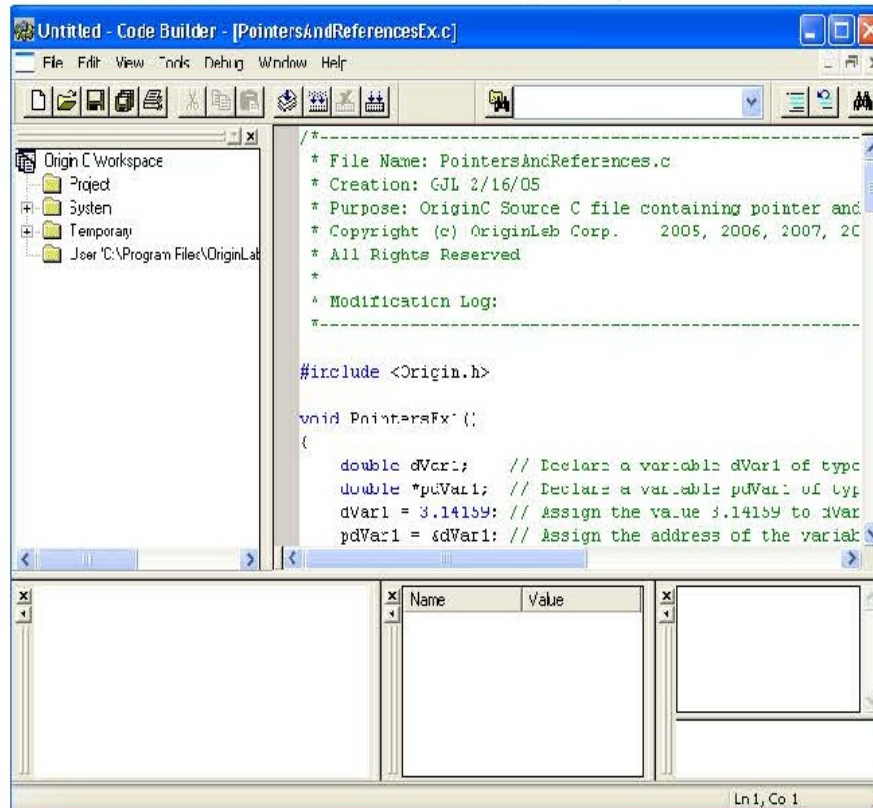 Untitled - Code Builder - [PointersAndReferencesEx.c]
File Edit View Tools Debug Window Help
Origin C Workspace
Project
System
Temporary
User 'C:\Program Files\OriginLab
/*------------------------------------------------------------
* File Name: PointersAndReferences.c
* Creation: GJL 2/16/05
* Purpose: OriginC Source C file containing pointer and
* Copyright (c) OriginLab Corp. 2005, 2006, 2007, 20
* All Rights Reserved
*
* Modification Log:
*------------------------------------------------------------
#include <Origin.h>
void PointersEx1()
{
double dVar1; // Declare a variable dVar1 of type
double *pdVar1; // Declare a variable pdVar1 of typ
dVar1 = 3.14159; // Assign the value 3.14159 to dVar
pdVar1 = &dVar1; // Assign the address of the variab
Name Value
Ln 1, Co 1